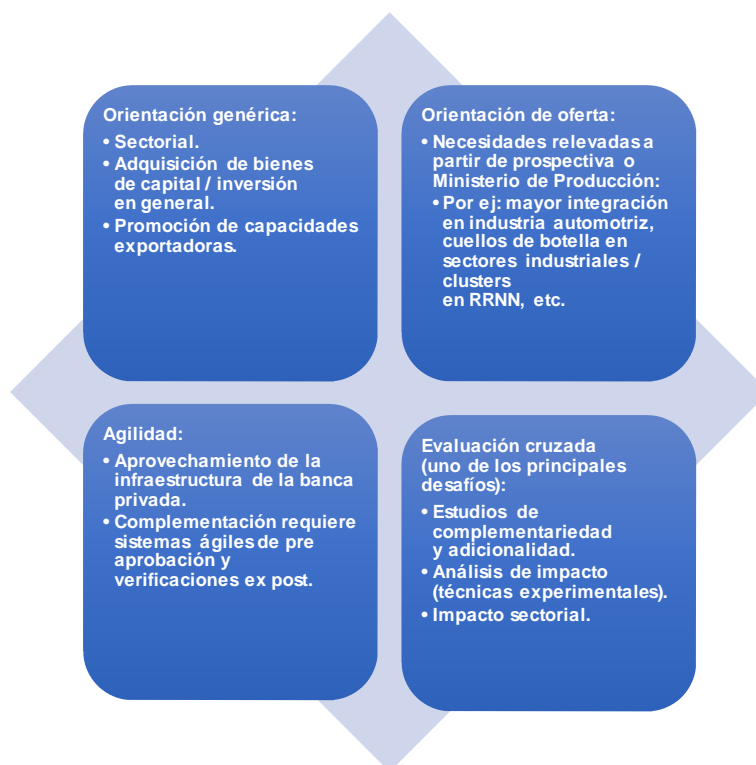 Orientación genérica:
• Sectorial.
• Adquisición de bienes
de capital / inversión
en general.
• Promoción de capacidades
exportadoras.
Orientación de oferta:
• Necesidades relevadas a
partir de prospectiva o
Ministerio de Producción:
• Por ej: mayor integración
en industria automotriz,
cuellos de botella en
sectores industriales /
clusters
en RRNN, etc.
Agilidad:
• Aprovechamiento de la
infraestructura de la banca
privada.
• Complementación requiere
sistemas ágiles de pre
aprobación y
verificaciones ex post.
Evaluación cruzada
(uno de los principales
desafíos):
• Estudios de
complementariedad
y adicionalidad.
• Análisis de impacto
(técnicas experimentales).
• Impacto sectorial.